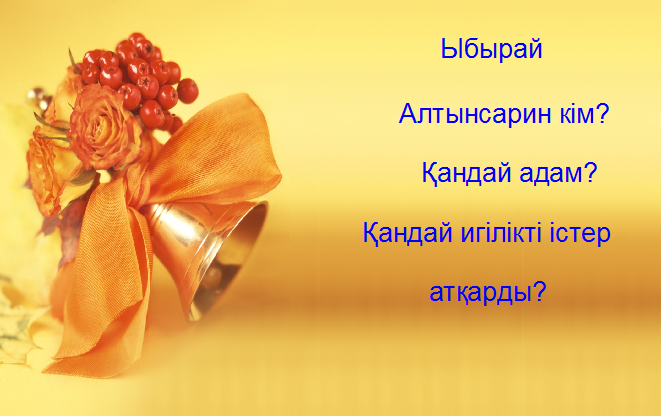 Ыбырай
Алтынсарин кім?
Қандай адам?
Қандай игілікті істер
атқарды?